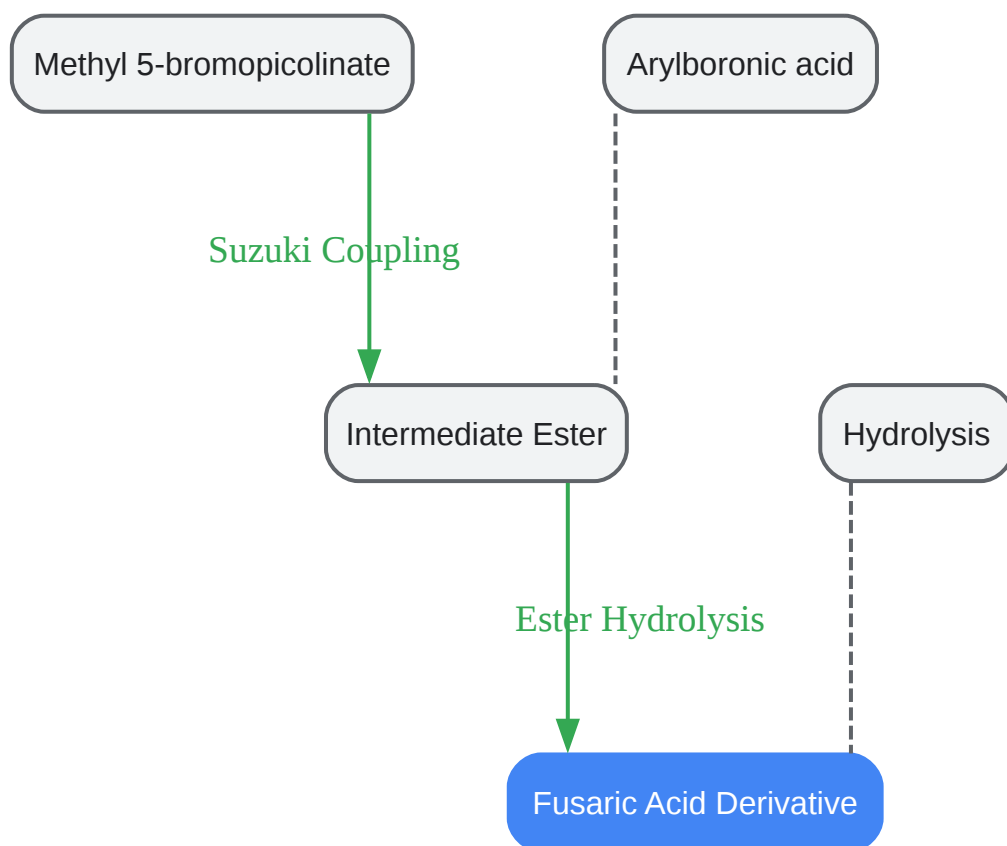 Methyl 5-bromopicolinate
Arylboronic acid
Suzuki Coupling
Intermediate Ester
Hydrolysis
Ester Hydrolysis
Fusaric Acid Derivative